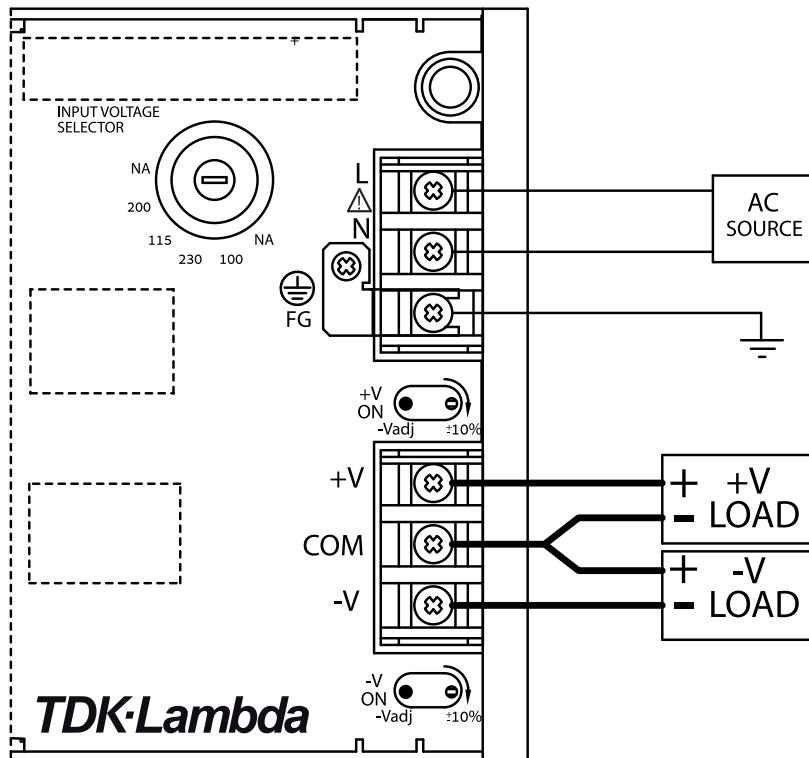 INPUT VOLTAGE
SELECTOR
NA
200
115
230
100
NA
L
N
FG
AC
SOURCE
+V
ON
-Vadj
±10%
+V
COM
-V
+ +V
- LOAD
+ -V
- LOAD
-V
ON
-Vadj
±10%
TDK·Lambda